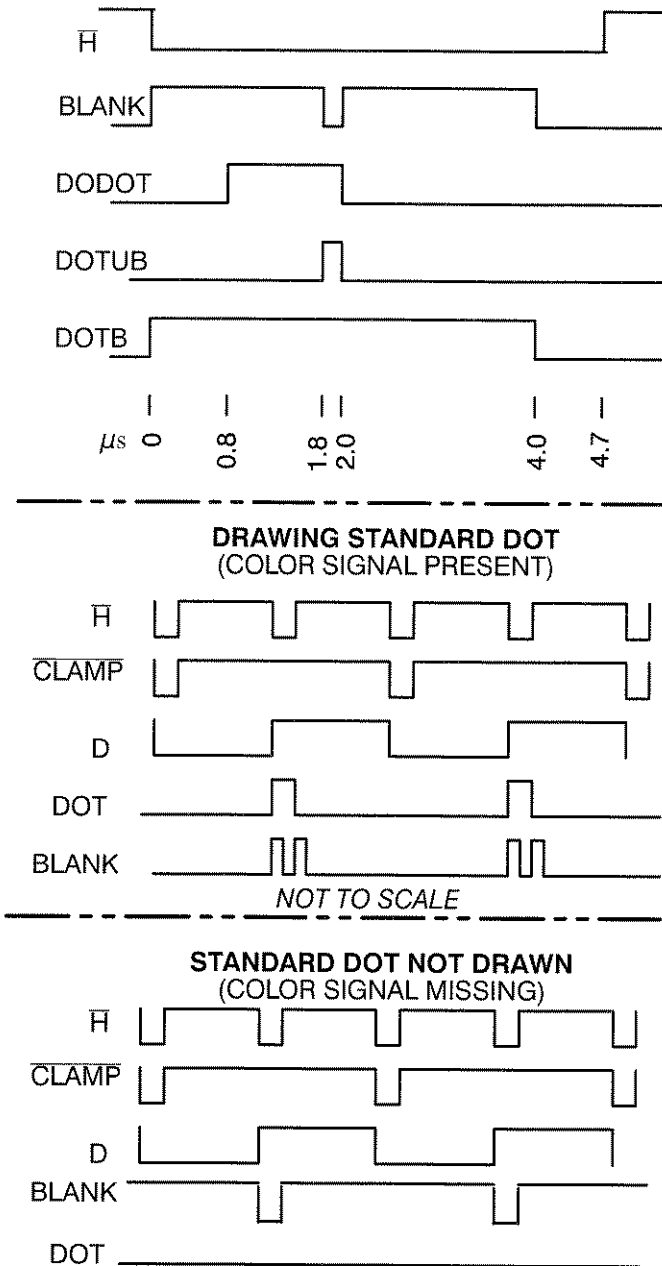 H
BLANK
DODOT
DOTUB
DOTB
μs 0 0.8 1.8 2.0 4.0 4.7
DRAWING STANDARD DOT
(COLOR SIGNAL PRESENT)
H
CLAMP
D
DOT
BLANK
NOT TO SCALE
STANDARD DOT NOT DRAWN
(COLOR SIGNAL MISSING)
H
CLAMP
D
BLANK
DOT